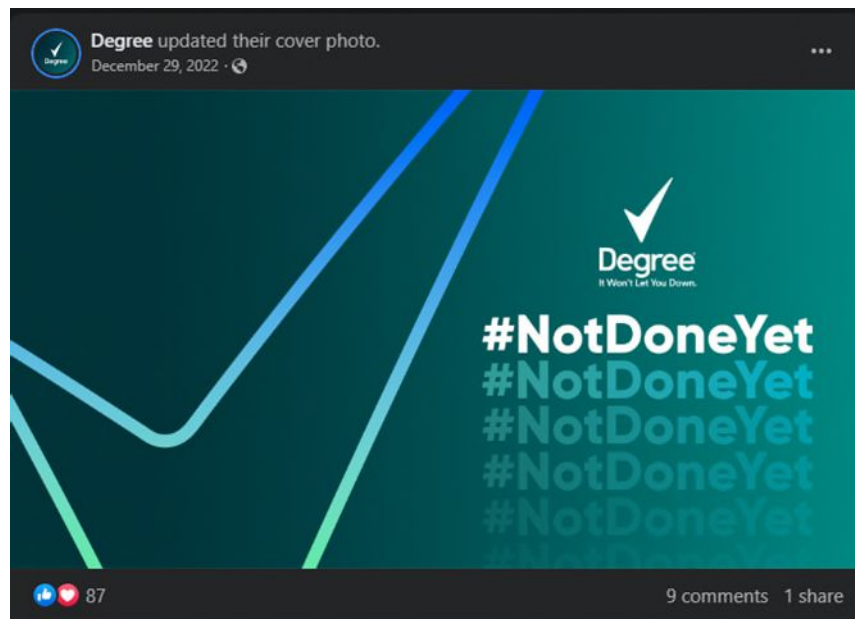 Degree updated their cover photo.
Degree
December 29, 2022 ·
Degree
It Won't Let You Down.
#NotDoneYet
#NotDoneYet
#NotDoneYet
#NotDoneYet
#NotDoneYet
87
9 comments 1 share